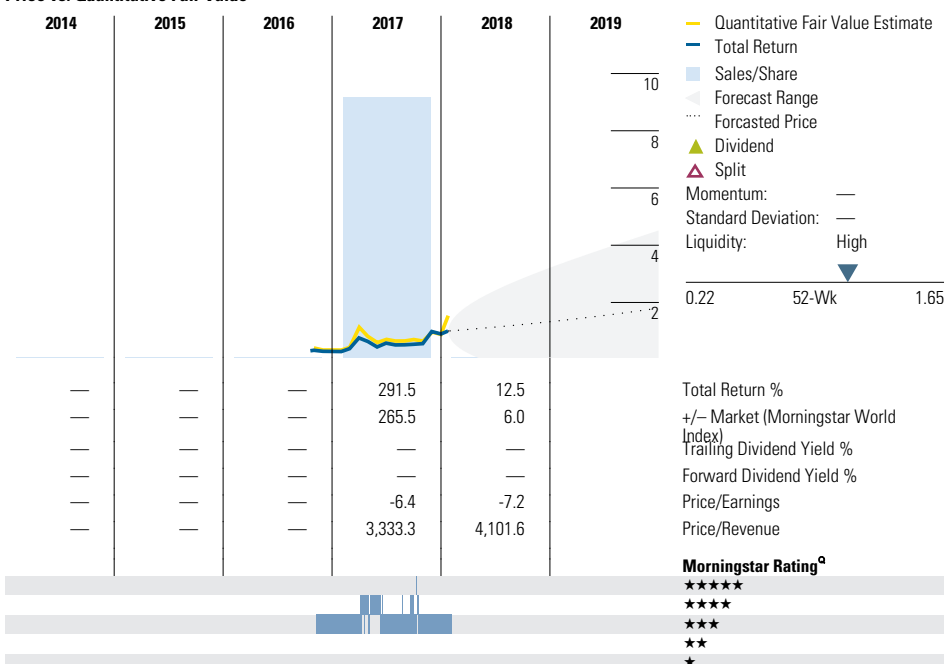 2014 2015 2016 2017 2018 2019
Quantitative Fair Value Estimate
Total Return
Sales/Share
Forecast Range
Forcasted Price
Dividend
Split
Momentum: —
Standard Deviation: —
Liquidity: High
0.22 52-Wk 1.65
10
8
6
4
2
— — — 291.5 12.5 Total Return %
— — — 265.5 6.0 +/– Market (Morningstar World
Index)
— — — — — Trailing Dividend Yield %
— — — — — Forward Dividend Yield %
— — — -6.4 -7.2 Price/Earnings
— — — 3,333.3 4,101.6 Price/Revenue
Morningstar RatingQ
★★★★★
★★★★
★★★
★★
★